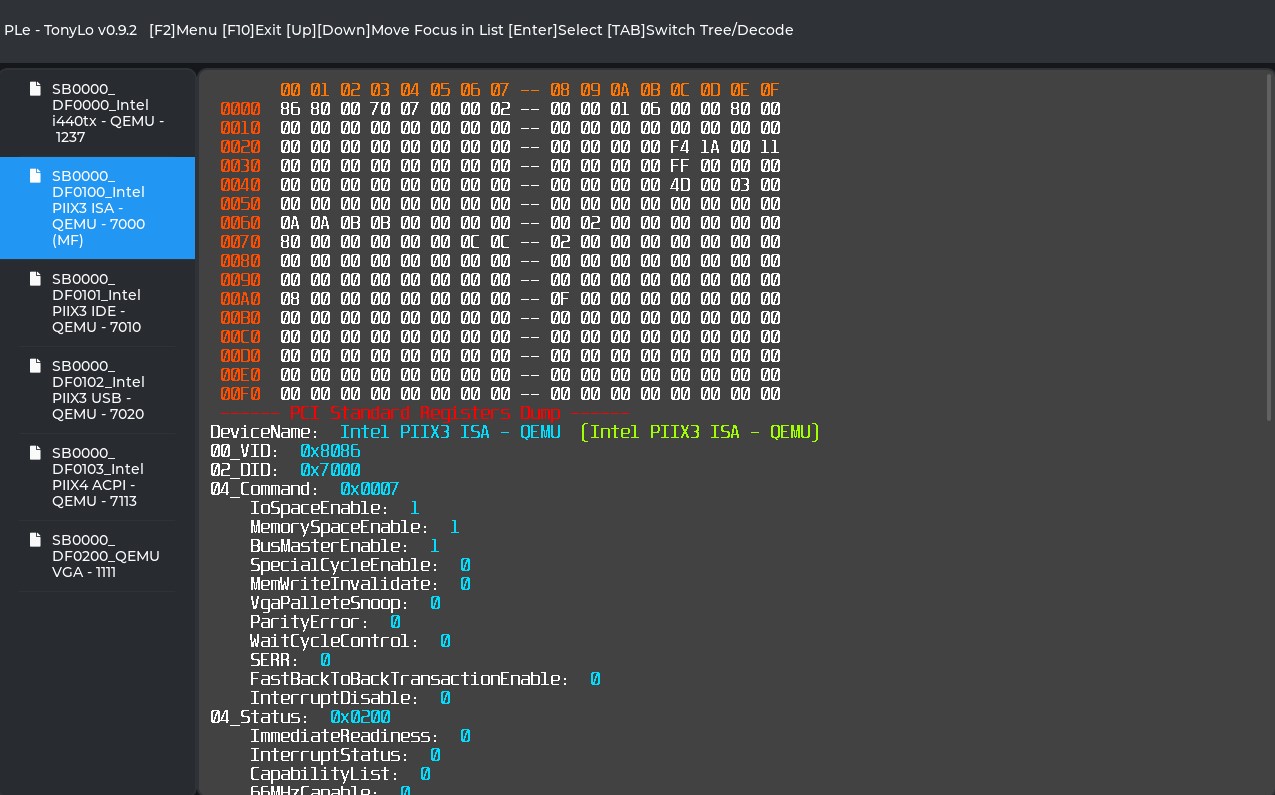 PLe - TonyLo v0.9.2 [F2]Menu [F10]Exit [Up][Down]Move Focus in List [Enter]Select [TAB]Switch Tree/Decode
SB0000_
DF0000_Intel
i440tx - QEMU -
1237
SB0000_
DF0100_Intel
PIIX3 ISA -
QEMU - 7000
(MF)
SB0000_
DF0101_Intel
PIIX3 IDE -
QEMU - 7010
SB0000_
DF0102_Intel
PIIX3 USB -
QEMU - 7020
SB0000_
DF0103_Intel
PIIX4 ACPI -
QEMU - 7113
SB0000_
DF0200_QEMU
VGA - 1111
00 01 02 03 04 05 06 07 -- 08 09 0A 0B 0C 0D 0E 0F
0000 86 80 00 70 07 00 00 02 -- 00 00 01 06 00 00 80 00
0010 00 00 00 00 00 00 00 00 -- 00 00 00 00 00 00 00 00
0020 00 00 00 00 00 00 00 00 -- 00 00 00 00 F4 1A 00 11
0030 00 00 00 00 00 00 00 00 -- 00 00 00 00 FF 00 00 00
0040 00 00 00 00 00 00 00 00 -- 00 00 00 00 4D 00 03 00
0050 00 00 00 00 00 00 00 00 -- 00 00 00 00 00 00 00 00
0060 0A 0A 0B 0B 00 00 00 00 -- 00 02 00 00 00 00 00 00
0070 80 00 00 00 00 00 0C 0C -- 02 00 00 00 00 00 00 00
0080 00 00 00 00 00 00 00 00 -- 00 00 00 00 00 00 00 00
0090 00 00 00 00 00 00 00 00 -- 00 00 00 00 00 00 00 00
00A0 08 00 00 00 00 00 00 00 -- 0F 00 00 00 00 00 00 00
00B0 00 00 00 00 00 00 00 00 -- 00 00 00 00 00 00 00 00
00C0 00 00 00 00 00 00 00 00 -- 00 00 00 00 00 00 00 00
00D0 00 00 00 00 00 00 00 00 -- 00 00 00 00 00 00 00 00
00E0 00 00 00 00 00 00 00 00 -- 00 00 00 00 00 00 00 00
00F0 00 00 00 00 00 00 00 00 -- 00 00 00 00 00 00 00 00
------ PCI Standard Registers Dump ------
DeviceName: Intel PIIX3 ISA - QEMU (Intel PIIX3 ISA - QEMU)
00_VID: 0x8086
02_DID: 0x7000
04_Command: 0x0007
IoSpaceEnable: 1
MemorySpaceEnable: 1
BusMasterEnable: 1
SpecialCycleEnable: 0
MemWriteInvalidate: 0
VgaPalleteSnoop: 0
ParityError: 0
WaitCycleControl: 0
SERR: 0
FastBackToBackTransactionEnable: 0
InterruptDisable: 0
04_Status: 0x0200
ImmediateReadiness: 0
InterruptStatus: 0
CapabilityList: 0
66MHzCapable: 0